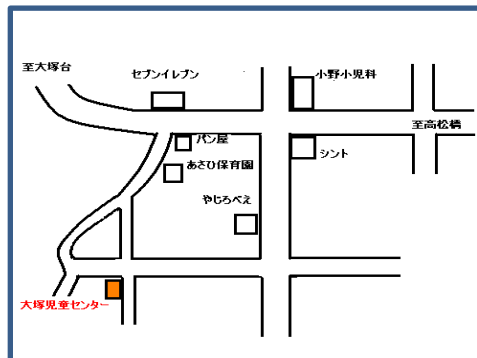 至大塚台
セブンイレブン
小野小児科
至高松橋
パン屋
シント
あさひ保育園
やじろべえ
大塚児童センター